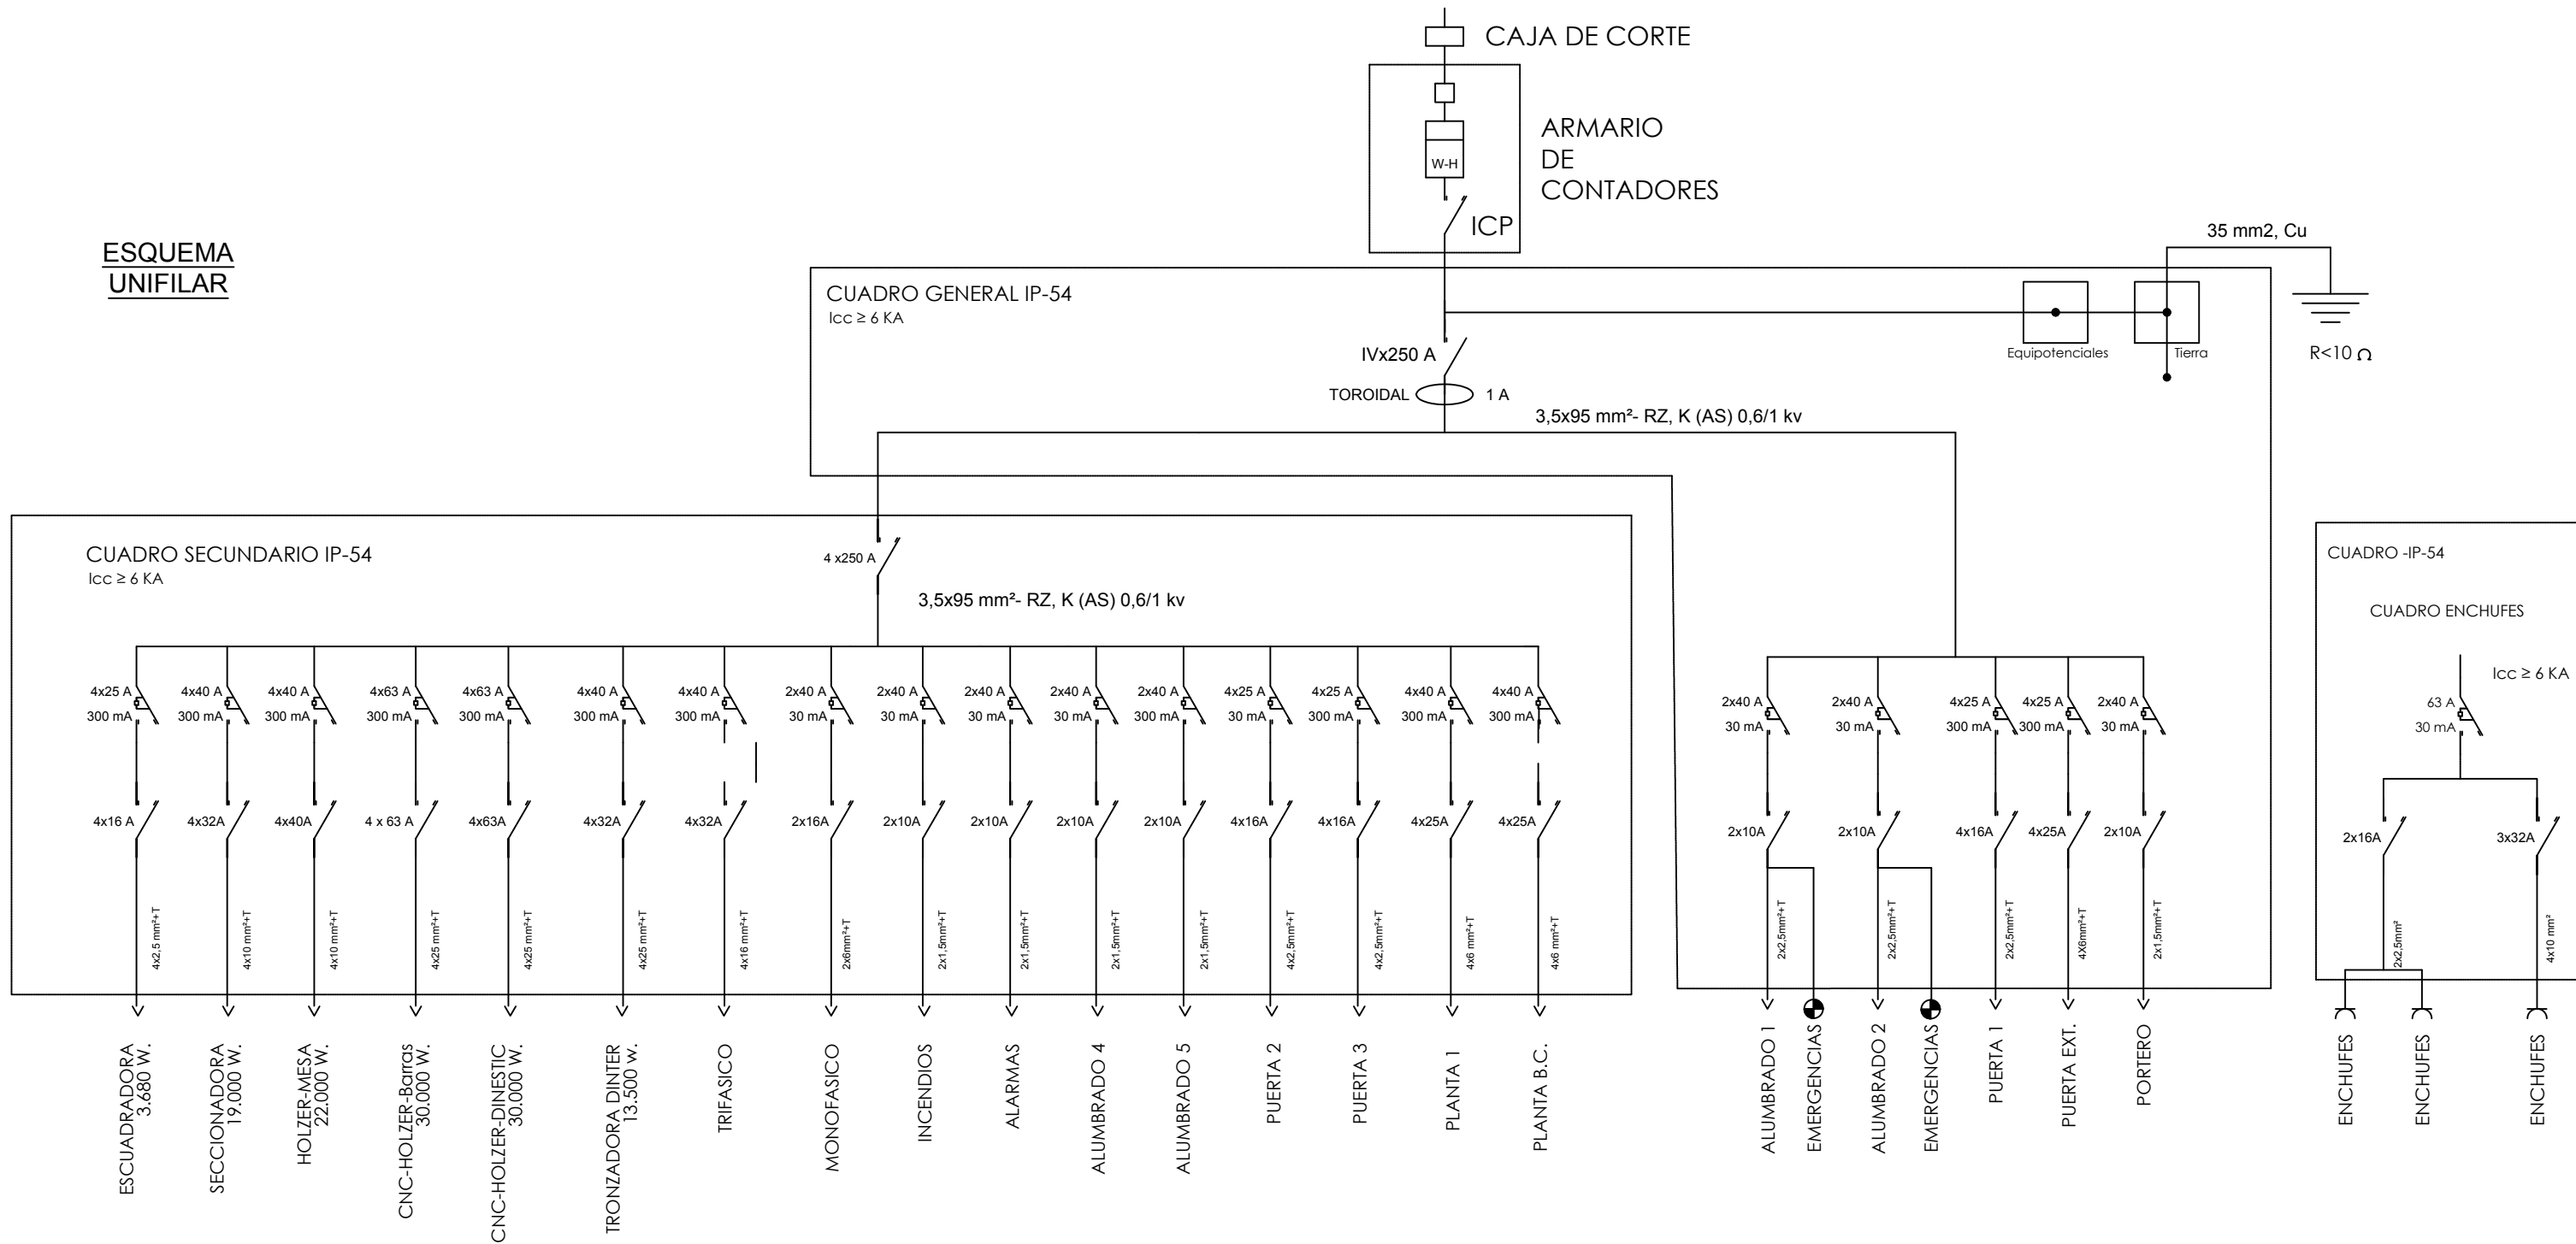 CAJA DE CORTE
ARMARIO
DE
CONTADORES
W-H
ICP
ESQUEMA
UNIFILAR
35 mm2, Cu
CUADRO GENERAL IP-54
Icc ≥ 6 KA
Equipotenciales
Tierra
R<10 Ω
IVx250 A
TOROIDAL
1 A
3,5x95 mm²- RZ, K (AS) 0,6/1 kv
CUADRO SECUNDARIO IP-54
Icc ≥ 6 KA
4 x250 A
3,5x95 mm²- RZ, K (AS) 0,6/1 kv
4x25 A
300 mA
4x40 A
300 mA
4x40 A
300 mA
4x63 A
300 mA
4x63 A
300 mA
4x40 A
300 mA
4x40 A
300 mA
2x40 A
30 mA
2x40 A
30 mA
2x40 A
30 mA
2x40 A
30 mA
2x40 A
300 mA
4x25 A
30 mA
4x25 A
300 mA
4x40 A
300 mA
4x40 A
300 mA
4x16 A
4x32A
4x40A
4 x 63 A
4x63A
4x32A
4x32A
2x16A
2x10A
2x10A
2x10A
2x10A
4x16A
4x16A
4x25A
4x25A
4x2,5 mm²+T
4x10 mm²+T
4x10 mm²+T
4x25 mm²+T
4x25 mm²+T
4x25 mm²+T
4x16 mm²+T
2x6mm²+T
2x1,5mm²+T
2x1,5mm²+T
2x1,5mm²+T
2x1,5mm²+T
4x2,5mm²+T
4x2,5mm²+T
4x6 mm²+T
4x6 mm²+T
ESCUADRADORA
3.680 W.
SECCIONADORA
19.000 W.
HOLZER-MESA
22.000 W.
CNC-HOLZER-Barras
30.000 W.
CNC-HOLZER-DINESTIC
30.000 W.
TRONZADORA DINTER
13.500 w.
TRIFASICO
MONOFASICO
INCENDIOS
ALARMAS
ALUMBRADO 4
ALUMBRADO 5
PUERTA 2
PUERTA 3
PLANTA 1
PLANTA B.C.
2x40 A
30 mA
2x40 A
30 mA
4x25 A
300 mA
4x25 A
300 mA
2x40 A
30 mA
2x10A
2x10A
4x16A
4x25A
2x10A
2x2,5mm²+T
2x2,5mm²+T
2x2,5mm²+T
4X6mm²+T
2x1,5mm²+T
ALUMBRADO 1
EMERGENCIAS
ALUMBRADO 2
EMERGENCIAS
PUERTA 1
PUERTA EXT.
PORTERO
CUADRO -IP-54
CUADRO ENCHUFES
Icc ≥ 6 KA
63 A
30 mA
2x16A
3x32A
2x2,5mm²
4x10 mm²
ENCHUFES
ENCHUFES
ENCHUFES